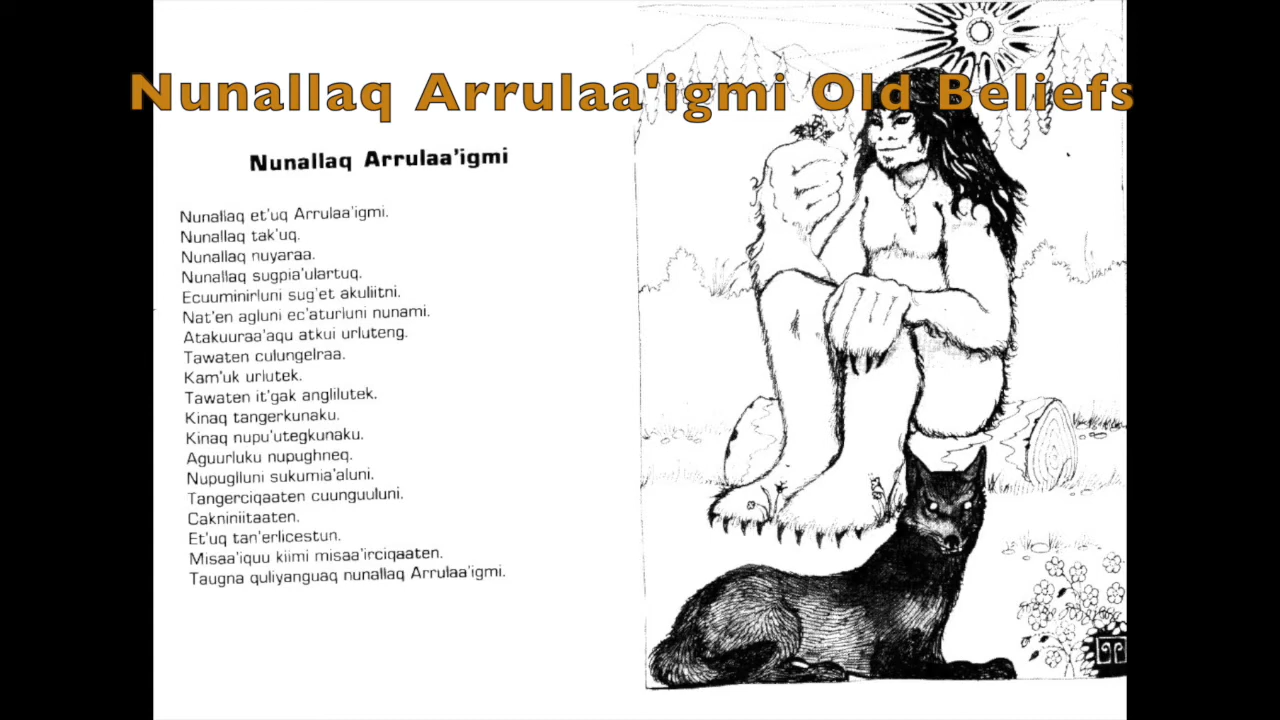 Nunallaq Arrulaa'igmi Old Beliefs
Nunallaq Arrulaa'igmi
Nunallaq et'uq Arrulaa'igmi.
Nunallaq tak'uq.
Nunallaq nuyaraa.
Nunallaq sugpia'ulartuq.
Ecuuminirluni sug'et akuliitni.
Nat'en agluni ec'aturluni nunami.
Atakuuraa'aqu atkui urluteng.
Tawaten culungelraa.
Kam'uk urlutek.
Tawaten it'gak anglilutek.
Kinaq tangerkunaku.
Kinaq nupu'utegkunaku.
Aguurluku nupughneq.
Nupuglluni sukumia'aluni.
Tangerciqaaten cuunguuluni.
Cakniniitaaten.
Et'uq tan'erlicestun.
Misaa'iquu kiimi misaa'irciqaaten.
Taugna quliyanguaq nunallaq Arrulaa'igmi.